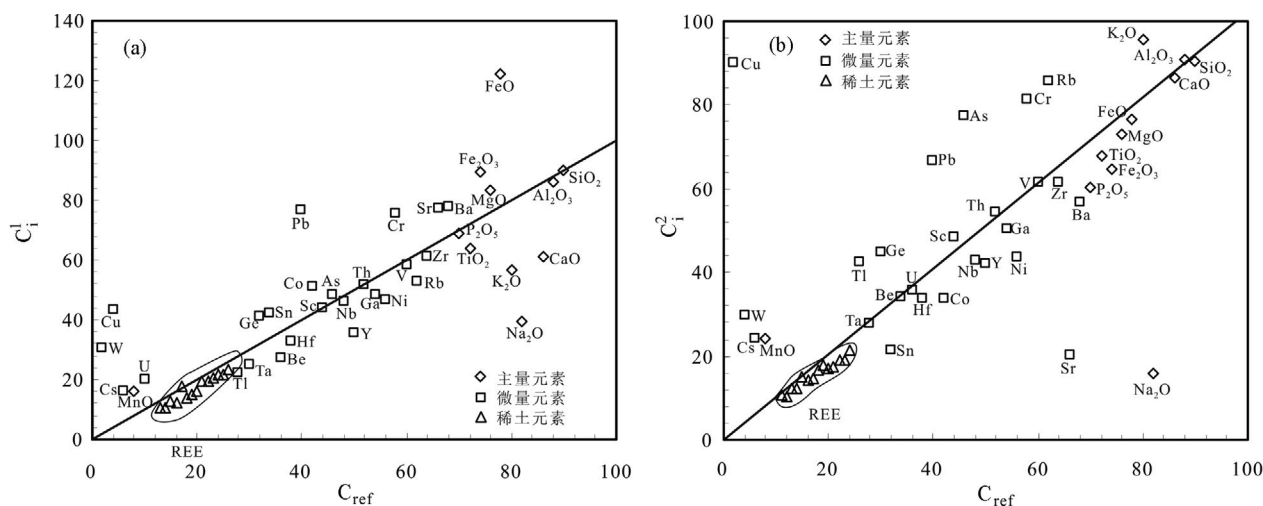 140
120
100
80
60
40
20
0
C_i^1
(a)
FeO
Fe₂O₃
MgO
SiO₂
Al₂O₃
Pb
Cr
Sr
Ba
P₂O₅
TiO₂
CaO
Zr
V
Rb
K₂O
Co
As
Th
Sc
Nb
Ga
Ni
Na₂O
Ge
Sn
Cu
W
Hf
Y
U
Be
Ta
Tl
Cs
MnO
REE
主量元素
微量元素
稀土元素
0 20 40 60 80 100
C_ref
100
80
60
40
20
0
C_i^2
(b)
主量元素
微量元素
稀土元素
K₂O
Al₂O₃
SiO₂
CaO
Cu
Rb
Cr
As
FeO
MgO
TiO₂
Fe₂O₃
Pb
V
Zr
P₂O₅
Ba
Th
Ga
Sc
Ge
Tl
Nb
Y
Ni
U
Be
Hf
Co
W
Ta
Cs
MnO
Sn
Sr
Na₂O
REE
0 20 40 60 80 100
C_ref